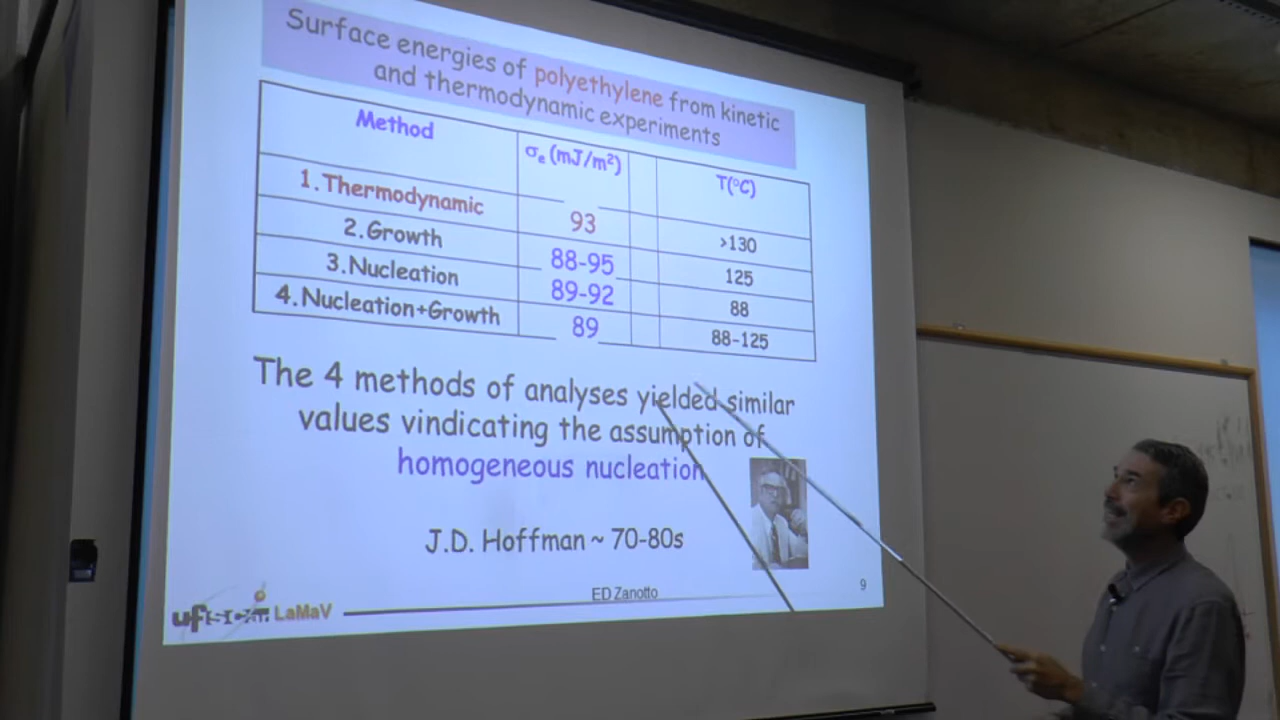 Surface energies of polyethylene from kinetic
and thermodynamic experiments
Method σe (mJ/m²) T(°C)
1.Thermodynamic 93 >130
2.Growth 88-95 125
3.Nucleation 89-92 88
4.Nucleation+Growth 89 88-125
The 4 methods of analyses yielded similar
values vindicating the assumption of
homogeneous nucleation
J.D. Hoffman ~ 70-80s
ED Zanotto
9
LaMaV